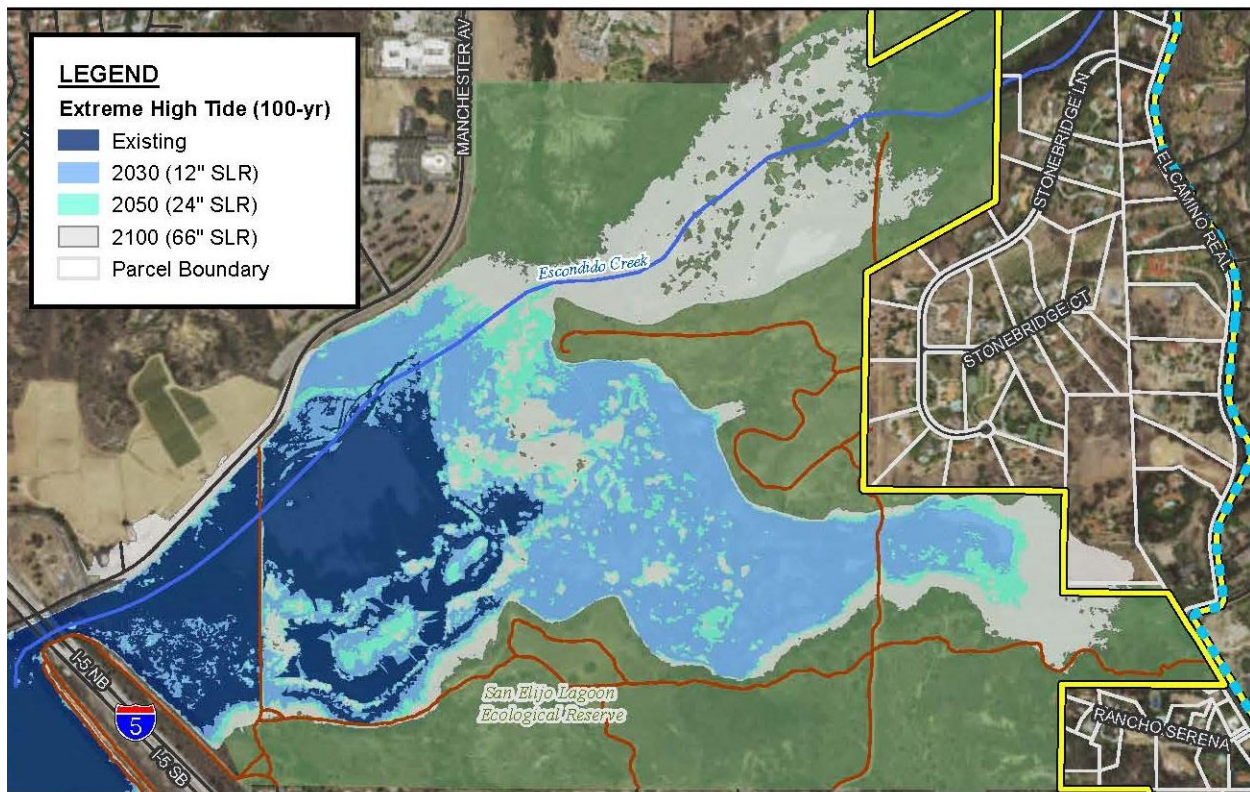 LEGEND
Extreme High Tide (100-yr)
Existing
2030 (12" SLR)
2050 (24" SLR)
2100 (66" SLR)
Parcel Boundary
MANCHESTER AV
STONEBRIDGE LN
EL CAMINO REAL
Escondido Creek
STONEBRIDGE CT
I-5 NB
5
I-5 SB
San Elijo Lagoon
Ecological Reserve
RANCHO SERENA